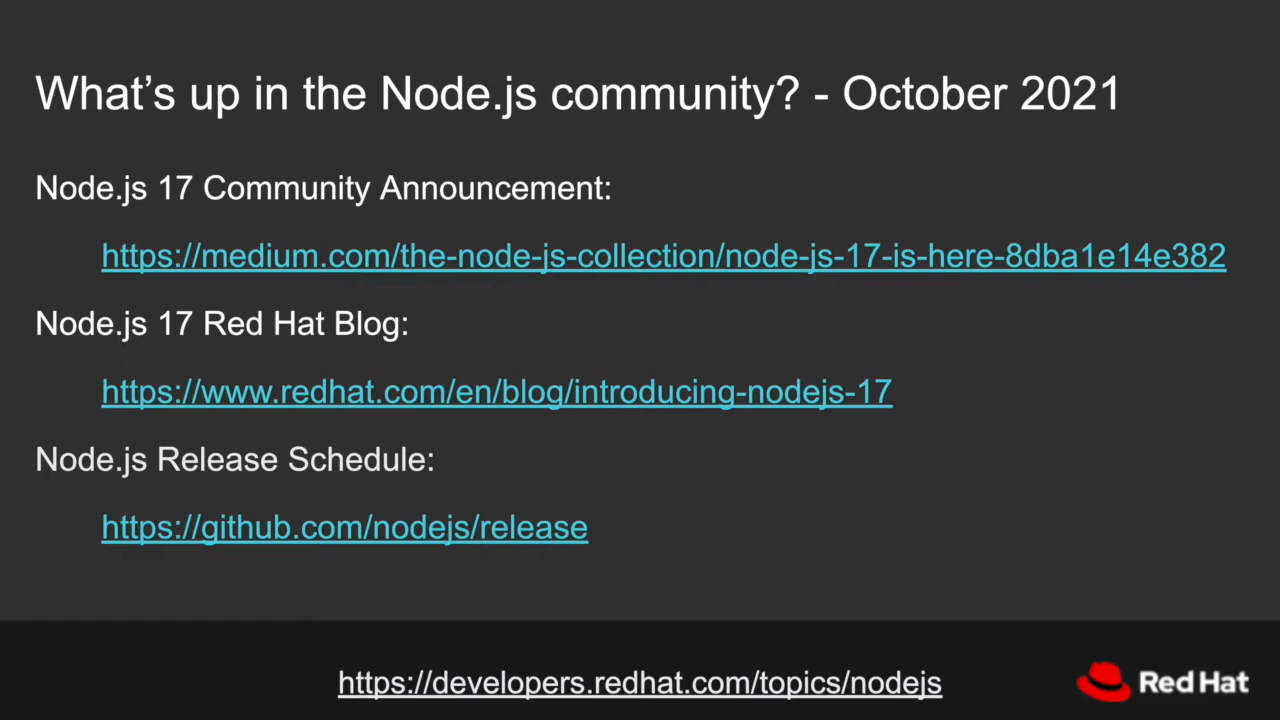 What’s up in the Node.js community? - October 2021
Node.js 17 Community Announcement:
https://medium.com/the-node-js-collection/node-js-17-is-here-8dba1e14e382
Node.js 17 Red Hat Blog:
https://www.redhat.com/en/blog/introducing-nodejs-17
Node.js Release Schedule:
https://github.com/nodejs/release
https://developers.redhat.com/topics/nodejs
Red Hat